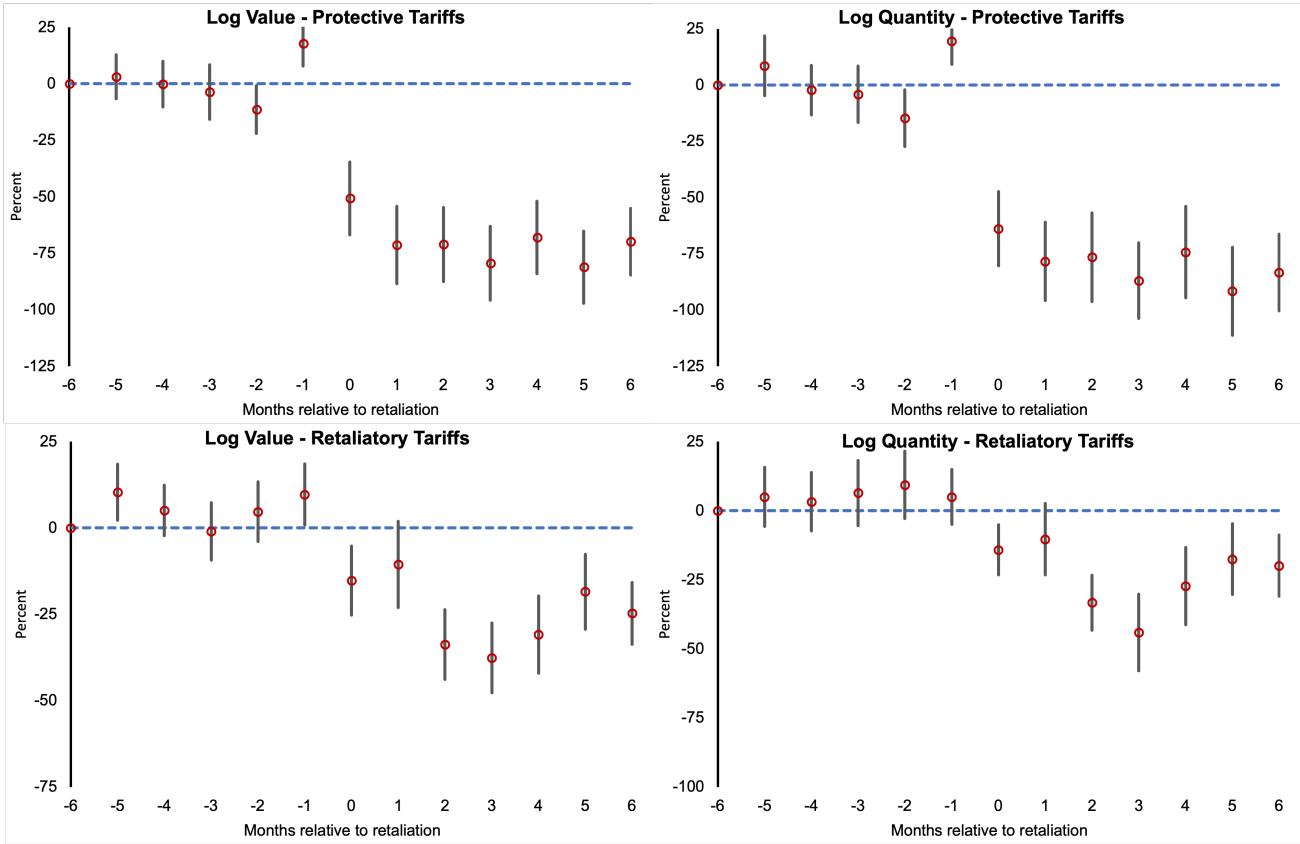 Log Value - Protective Tariffs
25
0
-25
-50
-75
-100
-125
Percent
-6 -5 -4 -3 -2 -1 0 1 2 3 4 5 6
Months relative to retaliation
Log Quantity - Protective Tariffs
25
0
-25
-50
-75
-100
-125
Percent
-6 -5 -4 -3 -2 -1 0 1 2 3 4 5 6
Months relative to retaliation
Log Value - Retaliatory Tariffs
25
0
-25
-50
-75
Percent
-6 -5 -4 -3 -2 -1 0 1 2 3 4 5 6
Months relative to retaliation
Log Quantity - Retaliatory Tariffs
25
0
-25
-50
-75
-100
Percent
-6 -5 -4 -3 -2 -1 0 1 2 3 4 5 6
Months relative to retaliation